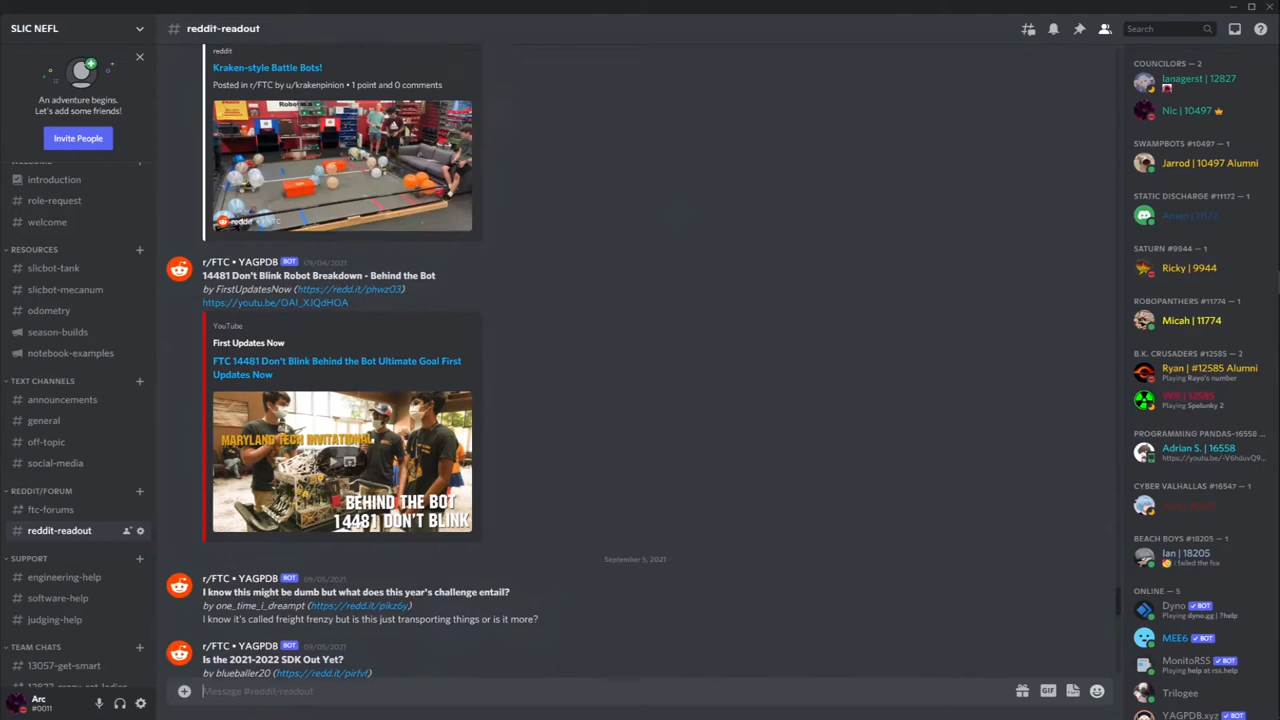 SLIC NEFL
# reddit-readout
Search
An adventure begins.
Let's add some friends!
Invite People
introduction
role-request
welcome
RESOURCES
slicbot-tank
slicbot-mecanum
odometry
season-builds
notebook-examples
TEXT CHANNELS
announcements
general
off-topic
social-media
REDDIT/FORUM
ftc-forums
reddit-readout
SUPPORT
engineering-help
software-help
judging-help
TEAM CHATS
13057-get-smart
Arc
#0011
reddit
Kraken-style Battle Bots!
Posted in r/FTC by u/krakenpinion • 1 point and 0 comments
reddit
r/FTC • YAGPDB BOT 09/04/2021
14481 Don't Blink Robot Breakdown - Behind the Bot
by FirstUpdatesNow (https://redd.it/phwz03)
https://youtu.be/OAI_XJQdHOA
YouTube
First Updates Now
FTC 14481 Don't Blink Behind the Bot Ultimate Goal First
Updates Now
MARYLAND TECH INVITATIONAL
BEHIND THE BOT
14481 DON'T BLINK
September 5, 2021
r/FTC • YAGPDB BOT 09/05/2021
I know this might be dumb but what does this year's challenge entail?
by one_time_i_dreampt (https://redd.it/pikz6y)
I know it's called freight frenzy but is this just transporting things or is it more?
r/FTC • YAGPDB BOT 09/05/2021
Is the 2021-2022 SDK Out Yet?
by blueballer20 (https://redd.it/pirfvf)
Message #reddit-readout
GIF
COUNCILORS — 2
lanagerst | 12827
Nic | 10497
SWAMPBOTS #10497 — 1
Jarrod | 10497 Alumni
STATIC DISCHARGE #11172 — 1
SATURN #9944 — 1
Ricky | 9944
ROBOPANTHERS #11774 — 1
Micah | 11774
B.K. CRUSADERS #12585 — 2
Ryan | #12585 Alumni
Playing Rayo's number
Will | 12585
Playing Spelunky 2
PROGRAMMING PANDAS-16558 ...
Adrian S. | 16558
https://youtu.be/-V6hduvQ9...
CYBER VALHALLAS #16547 — 1
BEACH BOYS #18205 — 1
Ian | 18205
i failed the fsa
ONLINE — 5
Dyno BOT
Playing dyno.gg | ?help
MEE6 BOT
MonitoRSS BOT
Playing help at rss.help
Trilogee
YAGPDB.xyz BOT